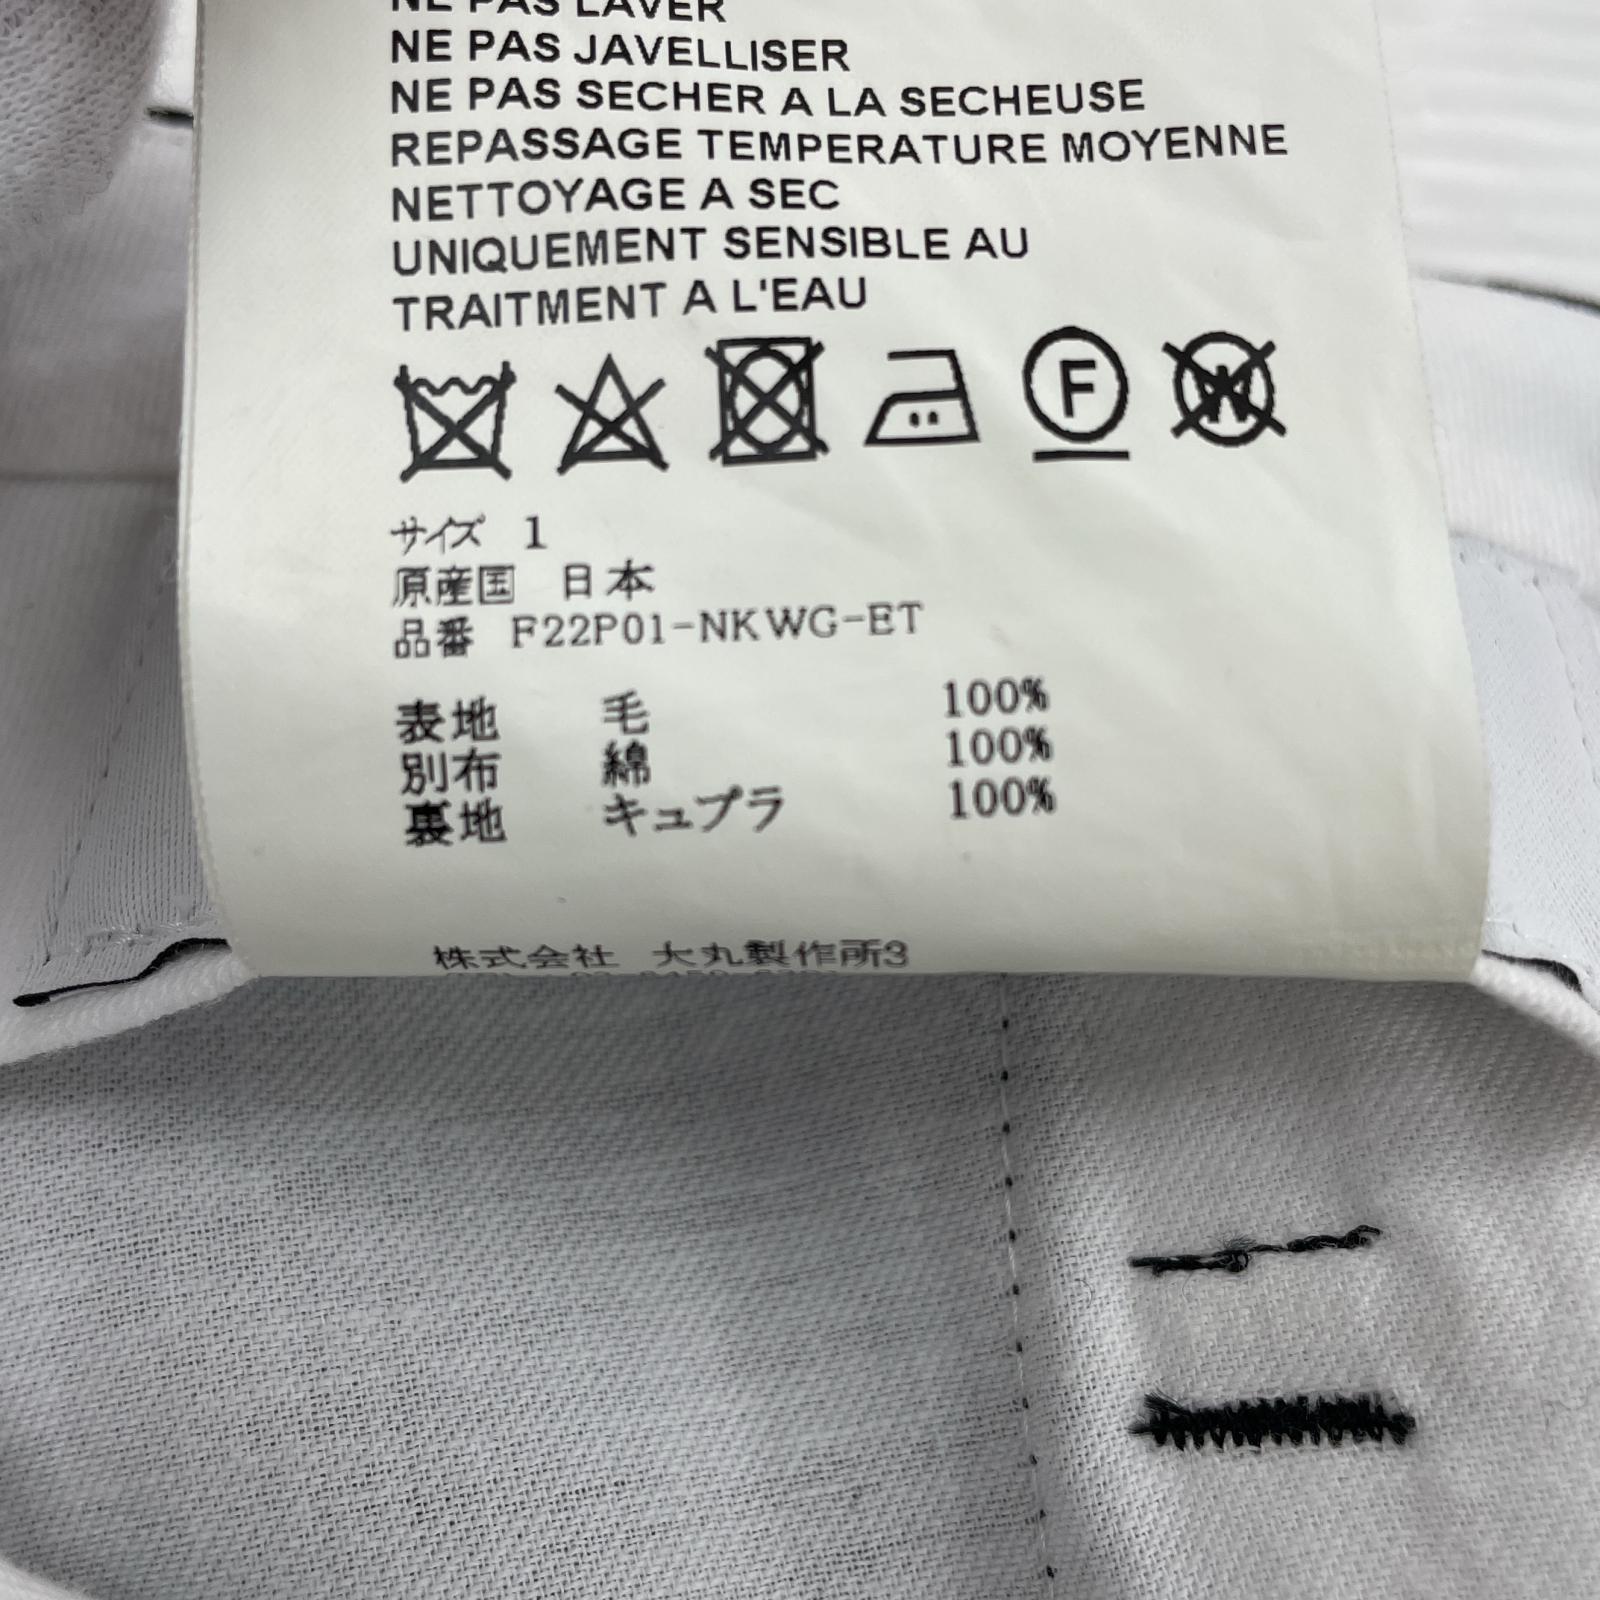 NE PAS LAVER
NE PAS JAVELLISER
NE PAS SECHER A LA SECHEUSE
REPASSAGE TEMPERATURE MOYENNE
NETTOYAGE A SEC
UNIQUEMENT SENSIBLE AU
TRAITMENT A L'EAU
F W
サイズ 1
原産国 日本
品番 F22P01-NKWG-ET
表地 毛 100%
別布 綿 100%
裏地 キュプラ 100%
株式会社 大丸製作所3